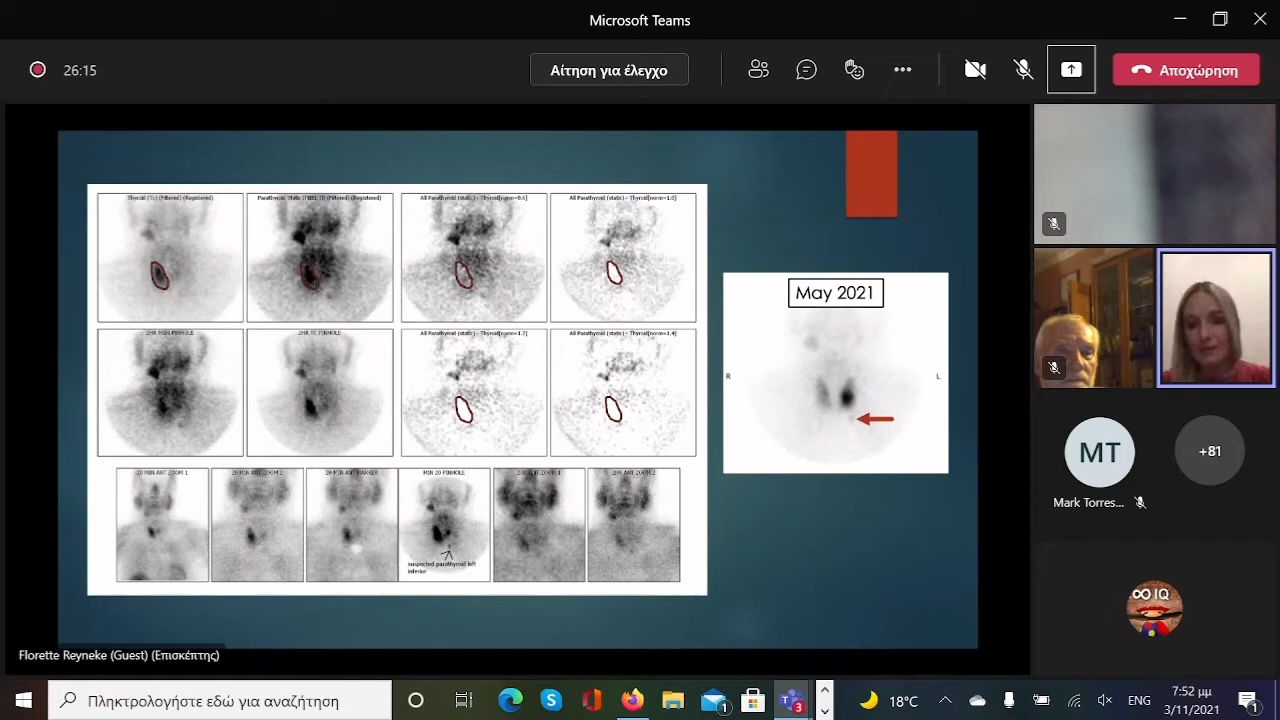 Microsoft Teams
26:15
Αίτηση για έλεγχο
Αποχώρηση
Thyroid (TL) (Filtered) (Registered)
Parathyroid Static (MIBI Tl) (Filtered) (Registered)
All Parathyroid (static) - Thyroid[norm=0.6]
All Parathyroid (static) - Thyroid[norm=1.0]
2HR MIBI PINHOLE
2HR TC PINHOLE
All Parathyroid (static) - Thyroid[norm=1.2]
All Parathyroid (static) - Thyroid[norm=1.4]
20 MIN ANT ZOOM 1
20 MIN ANT ZOOM 2
20 MIN ANT MARKER
MIN 20 PINHOLE
2HR ANT ZOOM 1
2HR ANT ZOOM 2
suspected parathyroid left
inferior
May 2021
R
L
MT
+81
Mark Torres...
∞ IQ
Florette Reyneke (Guest) (Επισκέπτης)
Πληκτρολογήστε εδώ για αναζήτηση
1
3
18°C
ENG
7:52 μμ
3/11/2021
1